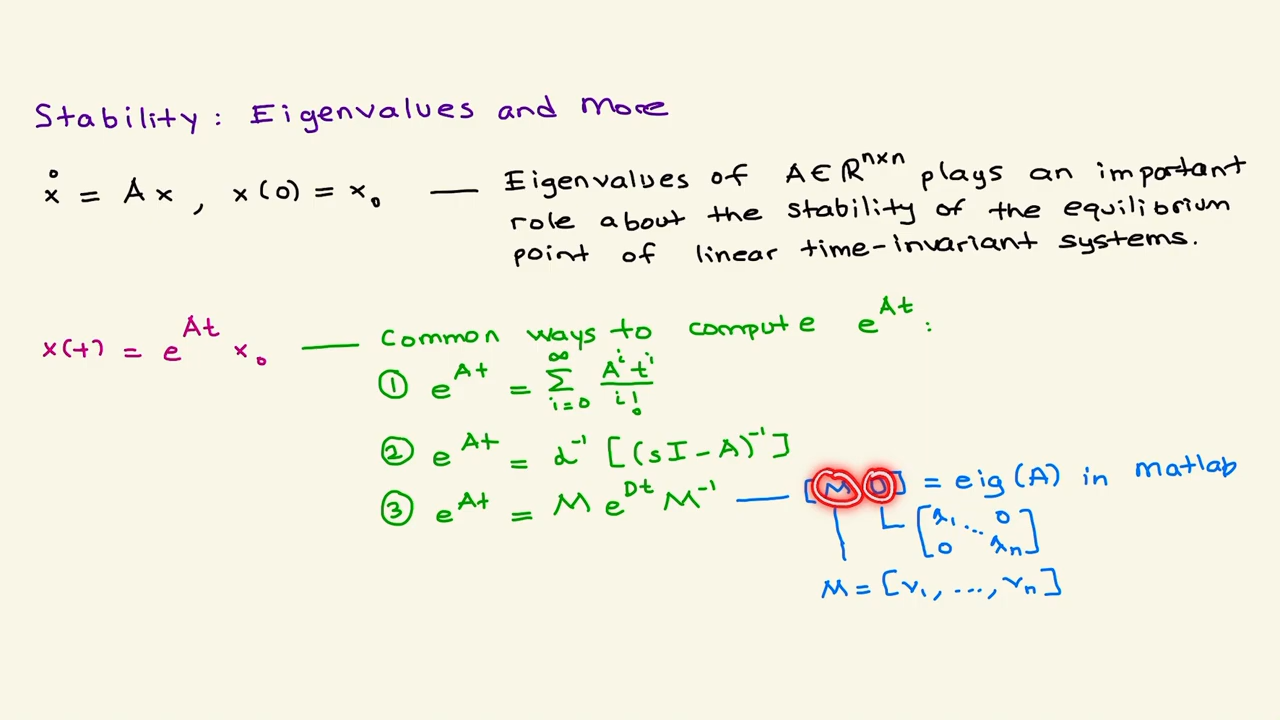 Stability: Eigenvalues and More
ẋ = Ax, x(0) = x₀ — Eigenvalues of A∈ℝⁿˣⁿ plays an important
role about the stability of the equilibrium
point of linear time-invariant systems.
x(t) = e^{At} x₀ — Common ways to compute e^{At}:
① e^{At} = ∑_{i=0}^{∞} A^i t^i / i!
② e^{At} = ℒ⁻¹ [(sI - A)⁻¹]
③ e^{At} = M e^{Dt} M⁻¹ — [M D] = eig(A) in matlab
[λ₁ ... 0
0 λₙ]
M = [v₁, ..., vₙ]